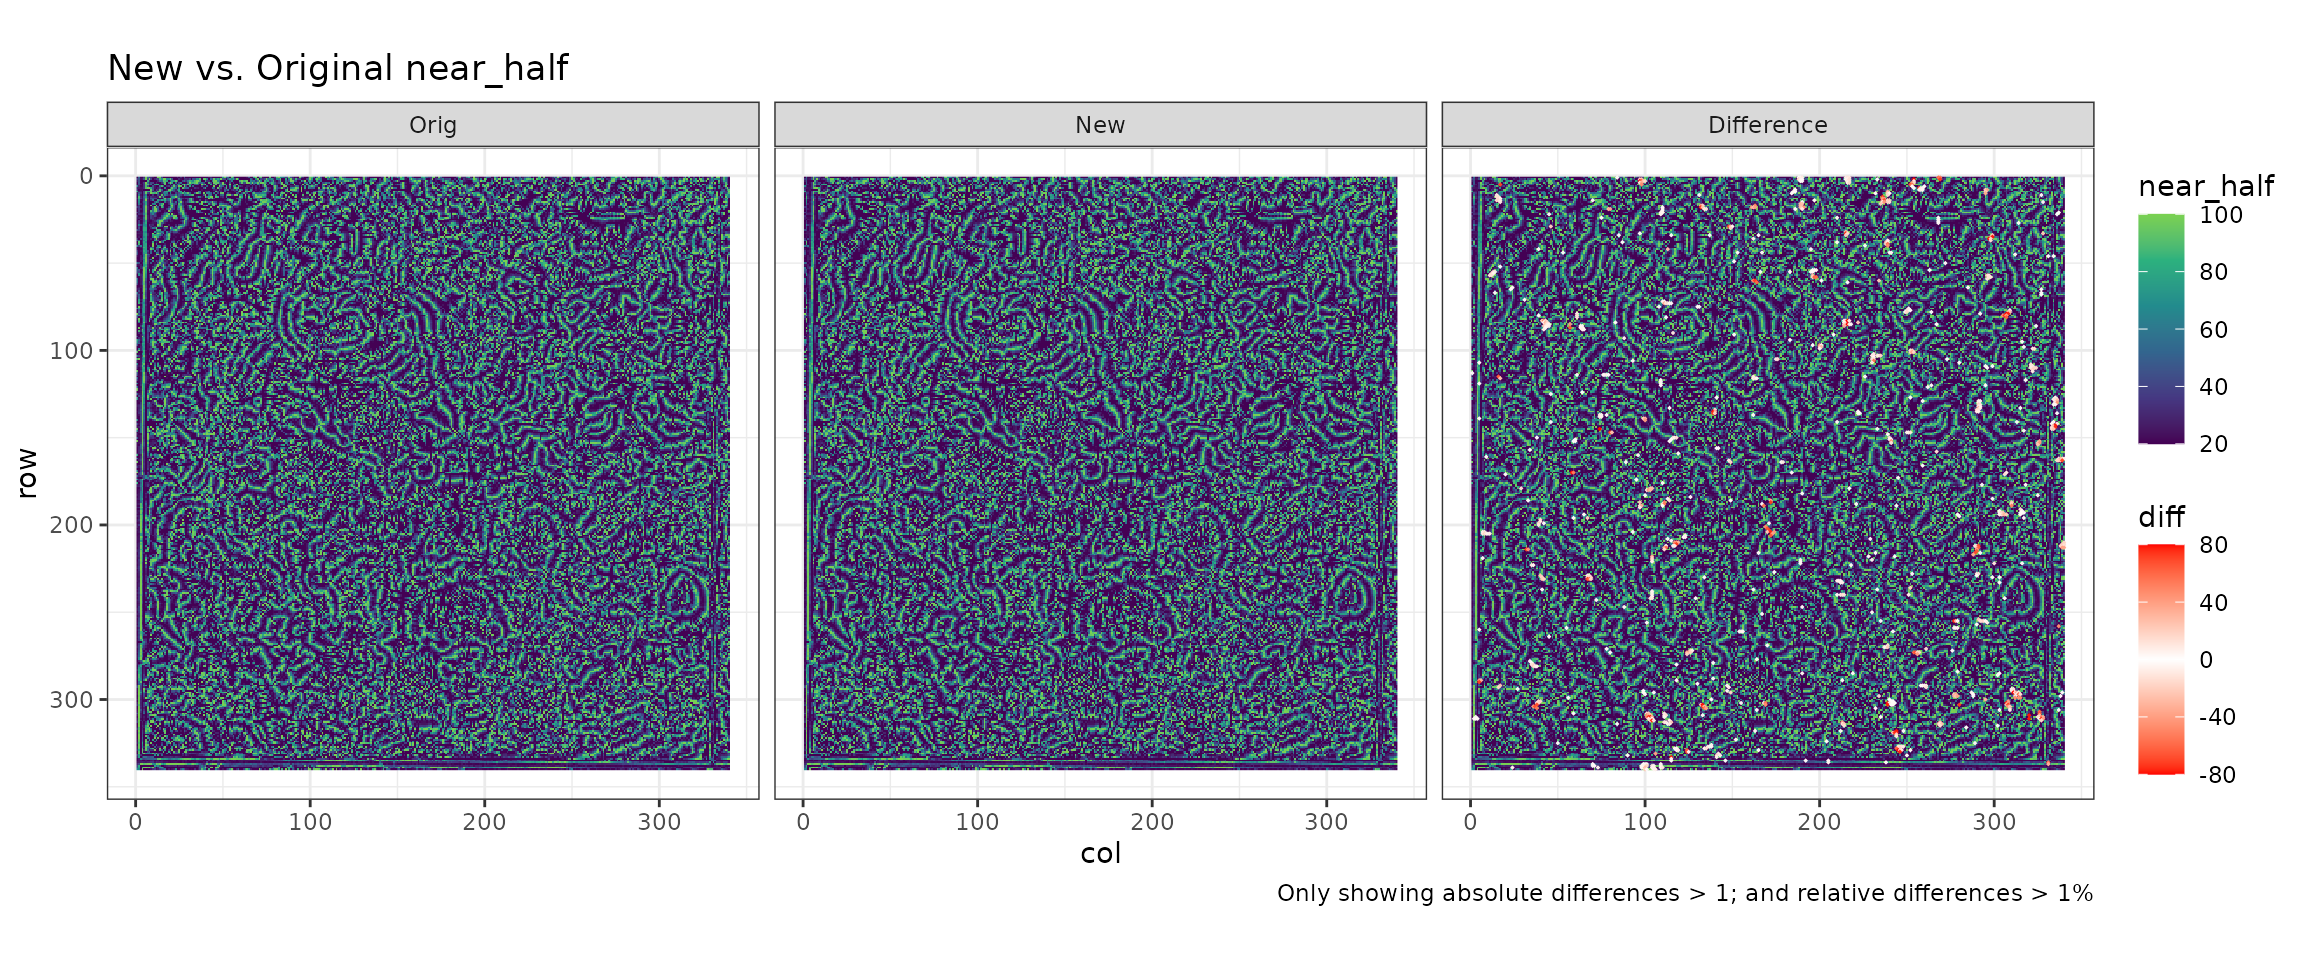 New vs. Original near_half
Orig
New
Difference
0
100
200
300
row
0
100
200
300
0
100
200
300
0
100
200
300
col
near_half
100
80
60
40
20
diff
80
40
0
-40
-80
Only showing absolute differences > 1; and relative differences > 1%